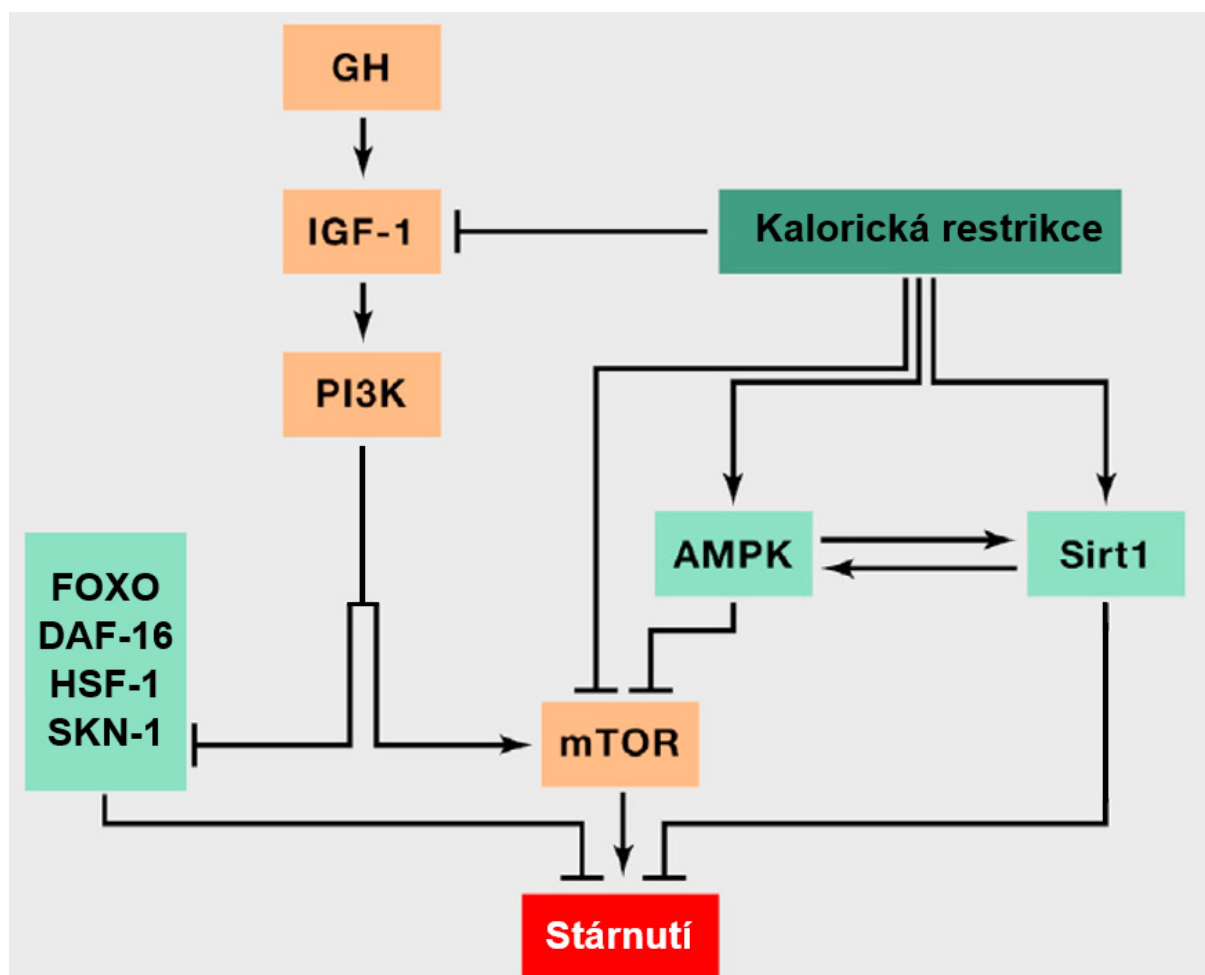 GH
IGF-1
Kalorická restrikce
PI3K
AMPK
Sirt1
FOXO
DAF-16
HSF-1
SKN-1
mTOR
Stárnutí